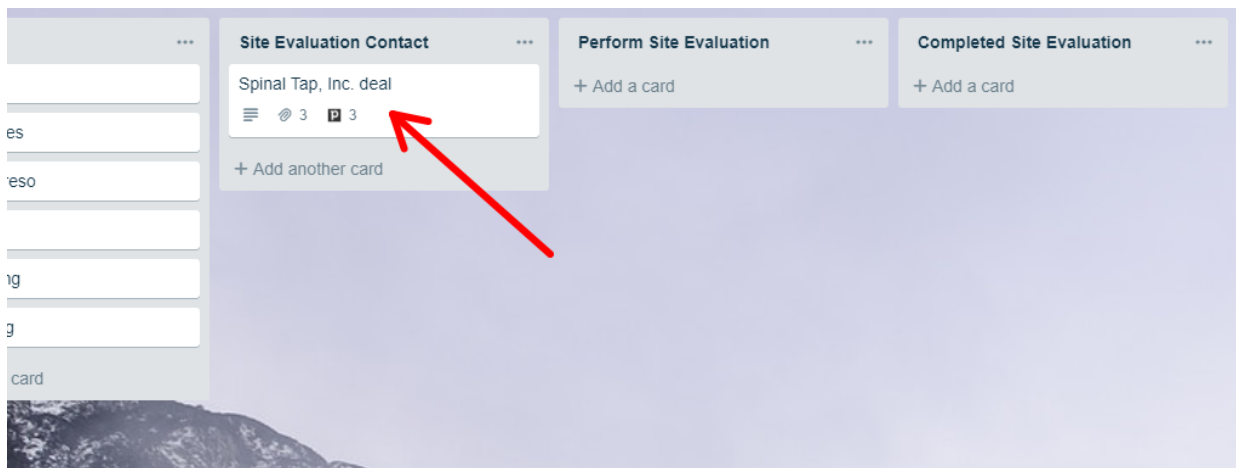 Site Evaluation Contact
Spinal Tap, Inc. deal
3 P 3
+ Add another card
Perform Site Evaluation
+ Add a card
Completed Site Evaluation
+ Add a card
es
reso
ng
g
card